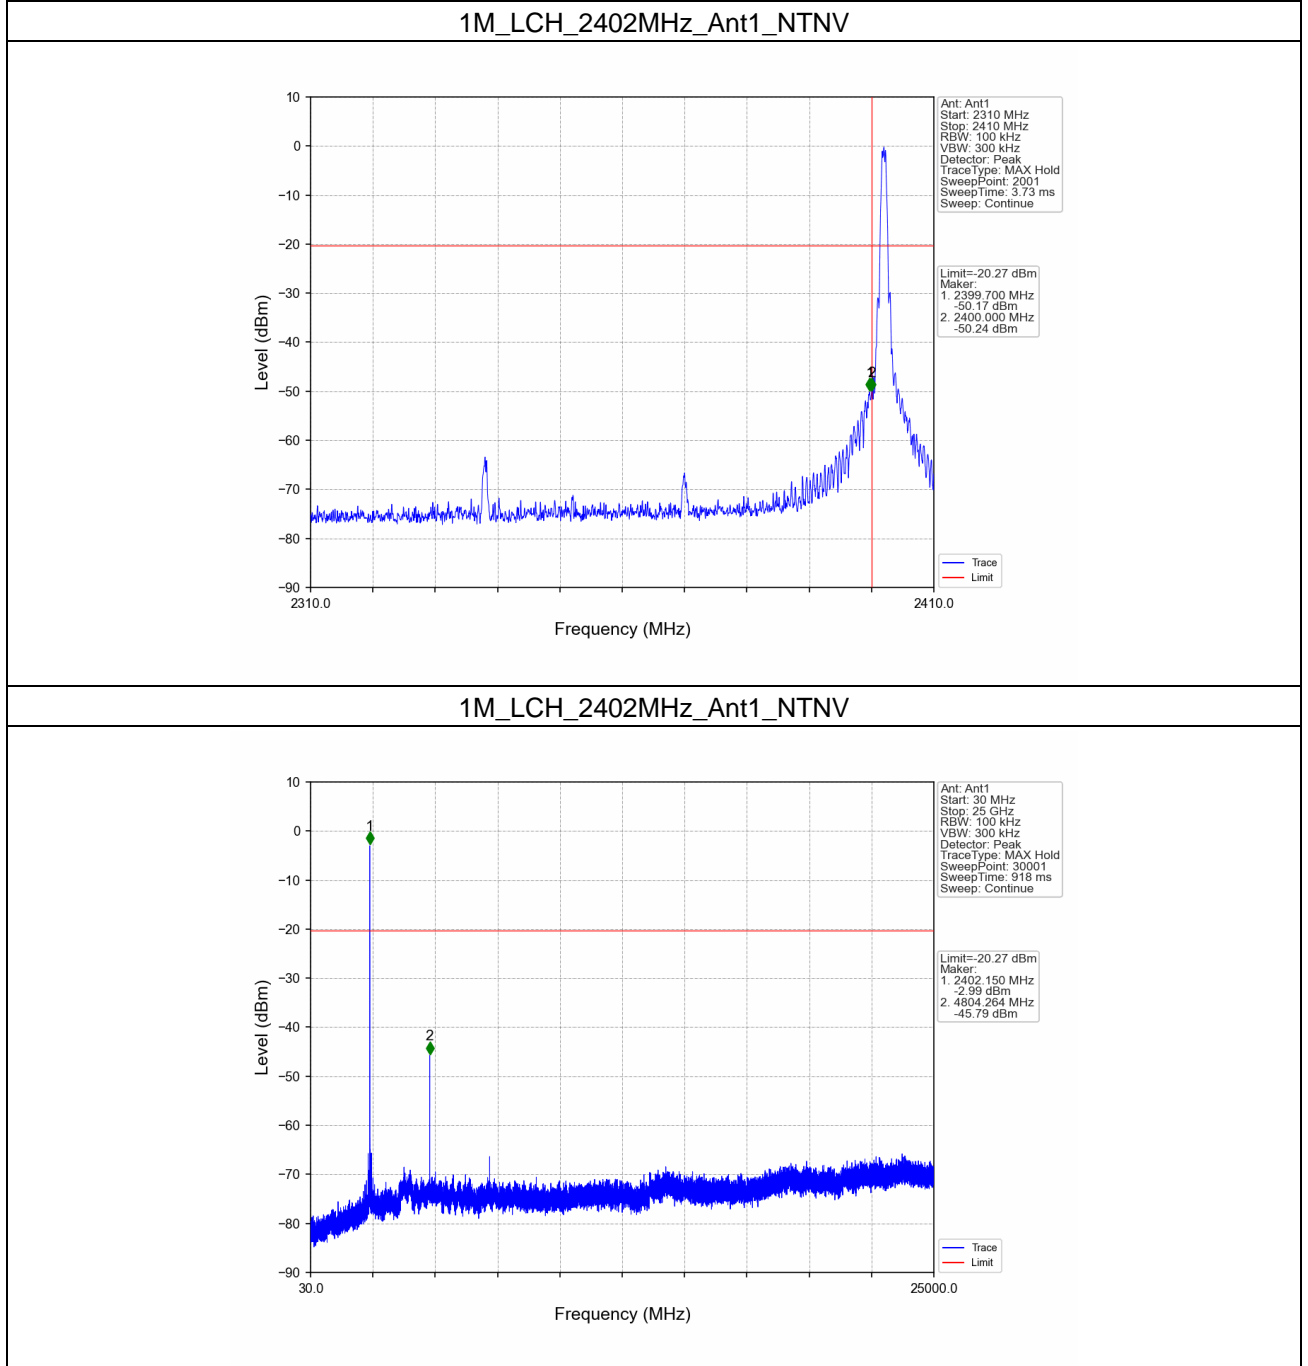 1M_LCH_2402MHz_Ant1_NTNV
10
0
−10
−20
−30
−40
−50
−60
−70
−80
−90
Level (dBm)
1
2
2310.0
2410.0
Frequency (MHz)
Ant: Ant1
Start: 2310 MHz
Stop: 2410 MHz
RBW: 100 kHz
VBW: 300 kHz
Detector: Peak
TraceType: MAX Hold
SweepPoint: 2001
SweepTime: 3.73 ms
Sweep: Continue
Limit=-20.27 dBm
Maker:
1. 2399.700 MHz
-50.17 dBm
2. 2400.000 MHz
-50.24 dBm
Trace
Limit
1M_LCH_2402MHz_Ant1_NTNV
10
0
−10
−20
−30
−40
−50
−60
−70
−80
−90
Level (dBm)
1
2
30.0
25000.0
Frequency (MHz)
Ant: Ant1
Start: 30 MHz
Stop: 25 GHz
RBW: 100 kHz
VBW: 300 kHz
Detector: Peak
TraceType: MAX Hold
SweepPoint: 30001
SweepTime: 918 ms
Sweep: Continue
Limit=-20.27 dBm
Maker:
1. 2402.150 MHz
-2.99 dBm
2. 4804.264 MHz
-45.79 dBm
Trace
Limit